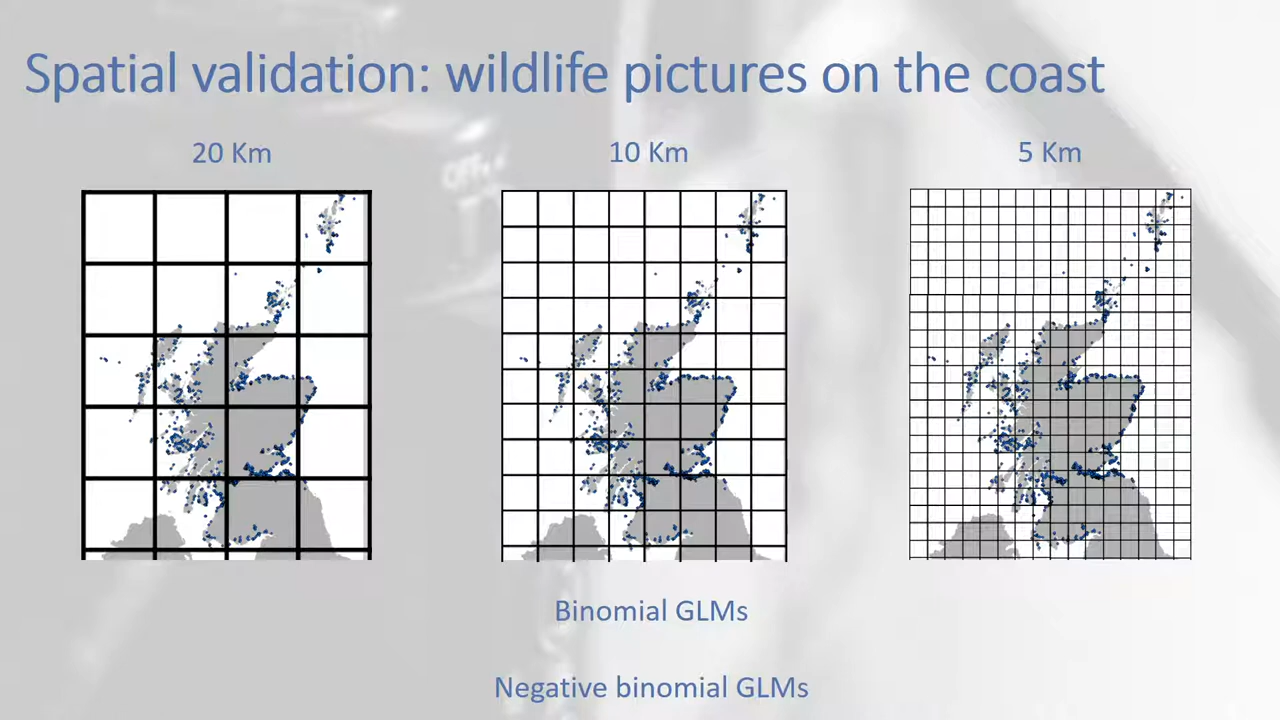 Spatial validation: wildlife pictures on the coast
20 Km
10 Km
5 Km
Binomial GLMs
Negative binomial GLMs